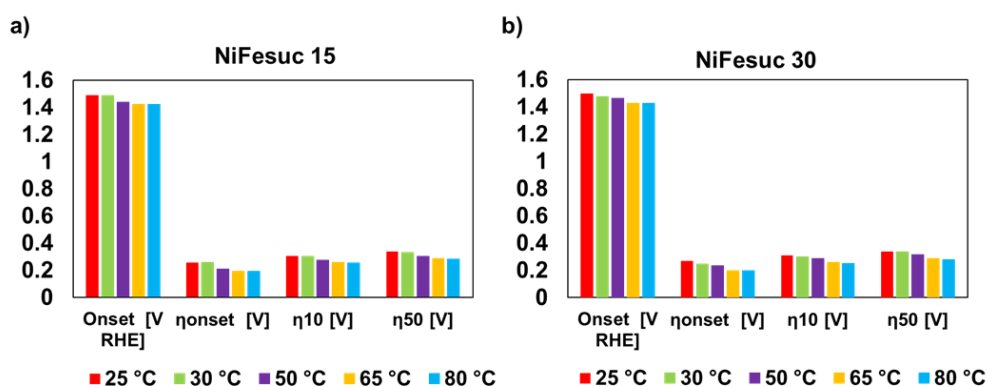 a)
NiFesuc 15
1.6
1.4
1.2
1
0.8
0.6
0.4
0.2
0
Onset [V
RHE]
ηonset [V]
η10 [V]
η50 [V]
25 °C
30 °C
50 °C
65 °C
80 °C
b)
NiFesuc 30
1.6
1.4
1.2
1
0.8
0.6
0.4
0.2
0
Onset [V
RHE]
ηonset [V]
η10 [V]
η50 [V]
25 °C
30 °C
50 °C
65 °C
80 °C